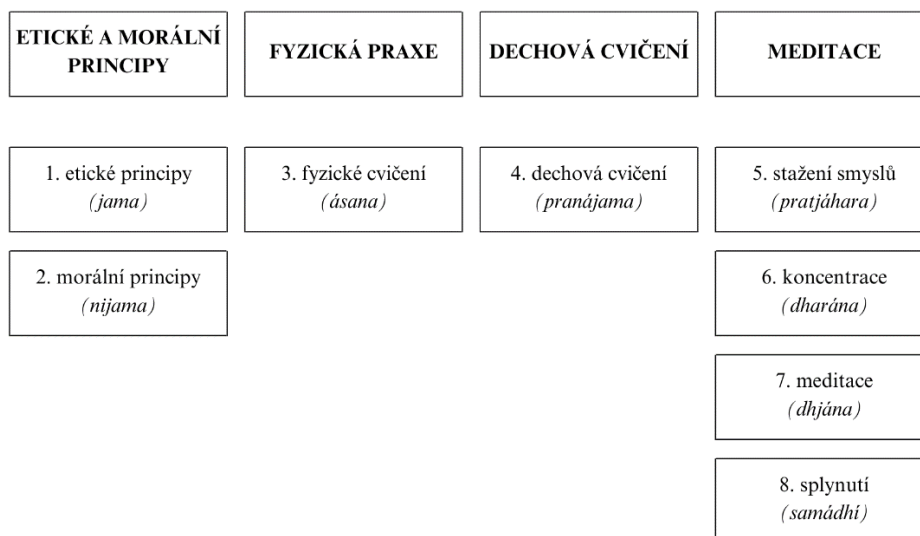 ETICKÉ A MORÁLNÍ
PRINCIPY
FYZICKÁ PRAXE
DECHOVÁ CVIČENÍ
MEDITACE
1. etické principy
(jama)
3. fyzické cvičení
(ásana)
4. dechová cvičení
(pranájama)
5. stažení smyslů
(pratjáhara)
2. morální principy
(nijama)
6. koncentrace
(dharána)
7. meditace
(dhjána)
8. splynutí
(samádhí)